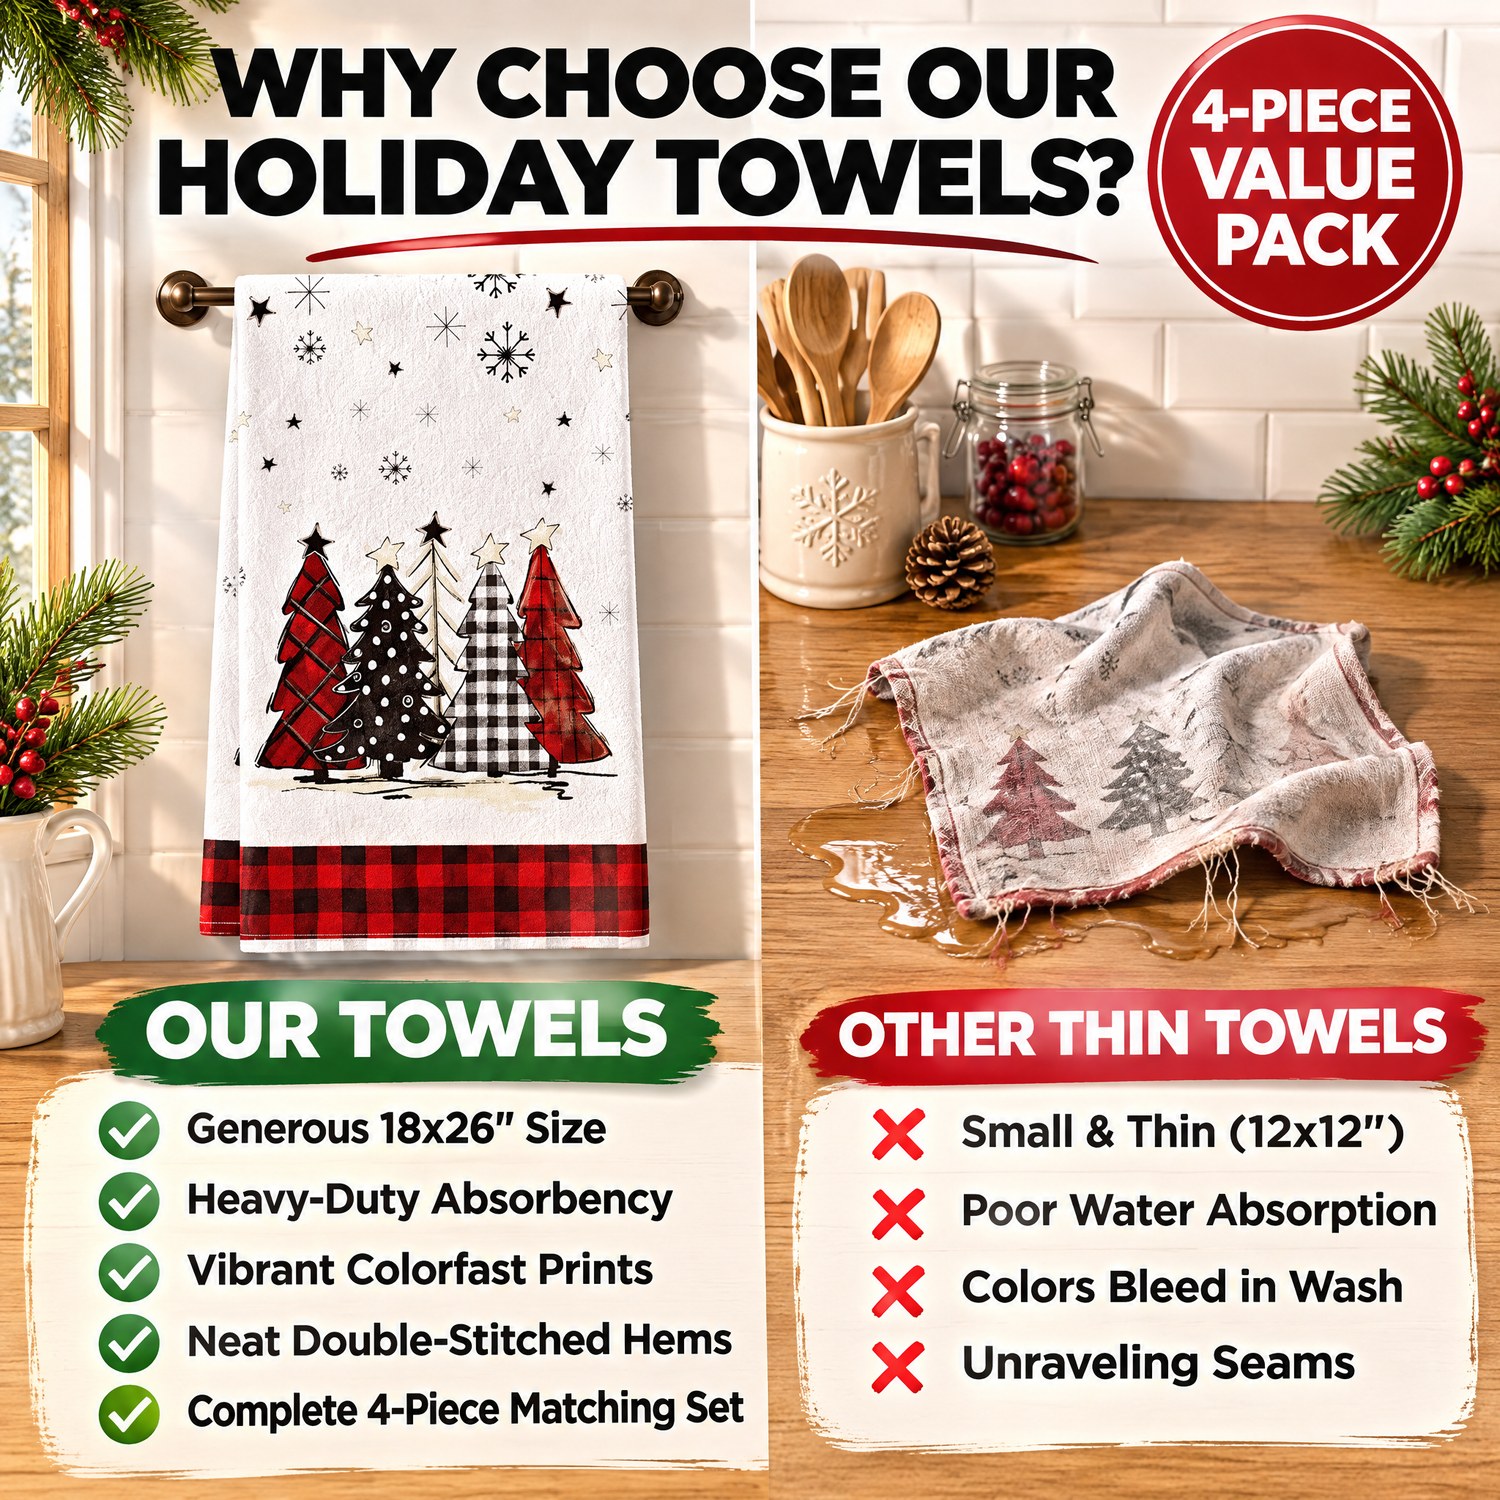 WHY CHOOSE OUR
HOLIDAY TOWELS?
4-PIECE
VALUE
PACK
OUR TOWELS
Generous 18x26" Size
Heavy-Duty Absorbency
Vibrant Colorfast Prints
Neat Double-Stitched Hems
Complete 4-Piece Matching Set
OTHER THIN TOWELS
Small & Thin (12x12")
Poor Water Absorption
Colors Bleed in Wash
Unraveling Seams